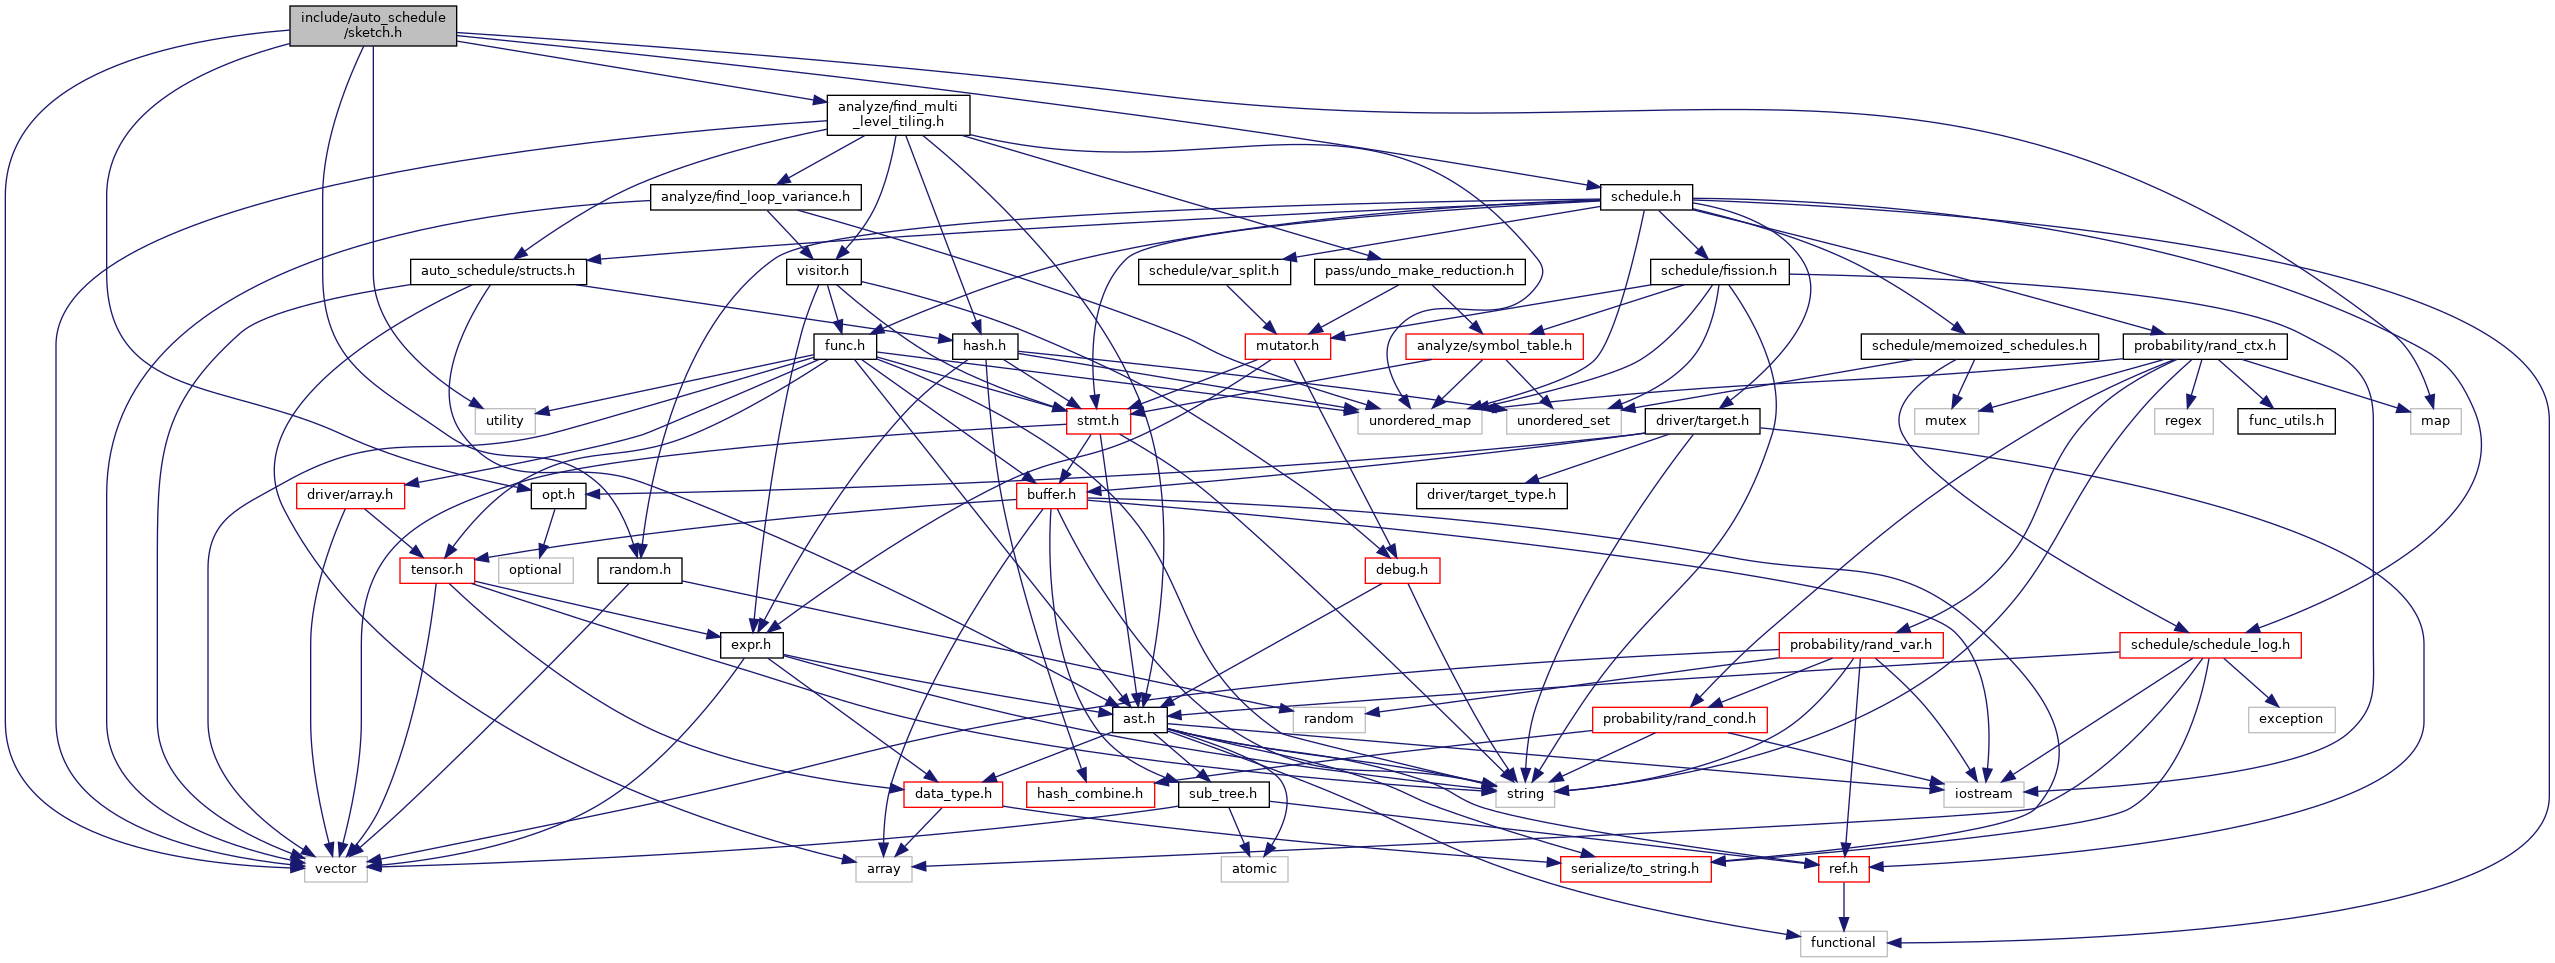 include/auto_schedule
/sketch.h
analyze/find_multi
_level_tiling.h
analyze/find_loop_variance.h
schedule.h
auto_schedule/structs.h
visitor.h
schedule/var_split.h
pass/undo_make_reduction.h
schedule/fission.h
func.h
hash.h
mutator.h
analyze/symbol_table.h
schedule/memoized_schedules.h
probability/rand_ctx.h
utility
stmt.h
unordered_map
unordered_set
driver/target.h
mutex
regex
func_utils.h
map
driver/array.h
opt.h
buffer.h
driver/target_type.h
tensor.h
optional
random.h
debug.h
expr.h
probability/rand_var.h
schedule/schedule_log.h
ast.h
random
probability/rand_cond.h
exception
data_type.h
hash_combine.h
sub_tree.h
string
iostream
vector
array
atomic
serialize/to_string.h
ref.h
functional